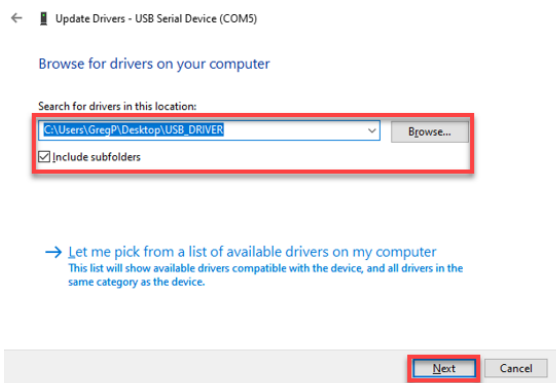 Update Drivers - USB Serial Device (COM5)
Browse for drivers on your computer
Search for drivers in this location:
C:\Users\GregP\Desktop\USB_DRIVER
Browse...
Include subfolders
Let me pick from a list of available drivers on my computer
This list will show available drivers compatible with the device, and all drivers in the
same category as the device.
Next
Cancel